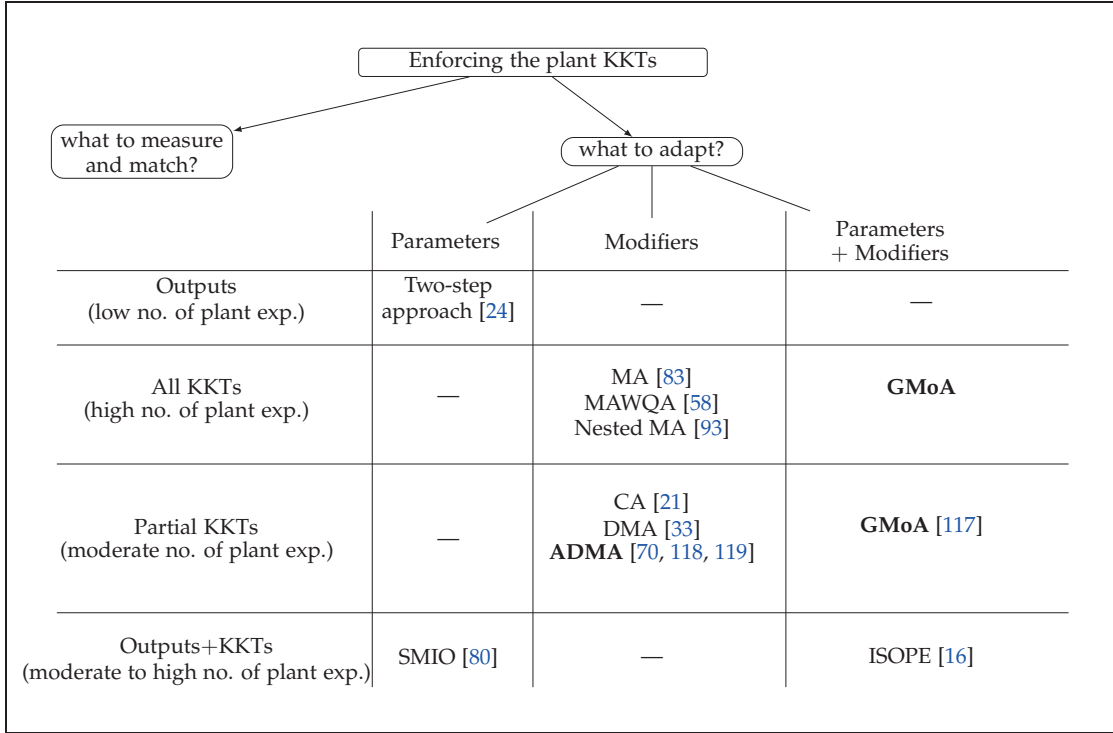 Enforcing the plant KKTs
what to measure
and match?
what to adapt?
Parameters
Modifiers
Parameters
+ Modifiers
Outputs
(low no. of plant exp.)
Two-step
approach [24]
—
—
All KKTs
(high no. of plant exp.)
—
MA [83]
MAWQA [58]
Nested MA [93]
GMoA
Partial KKTs
(moderate no. of plant exp.)
—
CA [21]
DMA [33]
ADMA [70, 118, 119]
GMoA [117]
Outputs+KKTs
(moderate to high no. of plant exp.)
SMIO [80]
—
ISOPE [16]